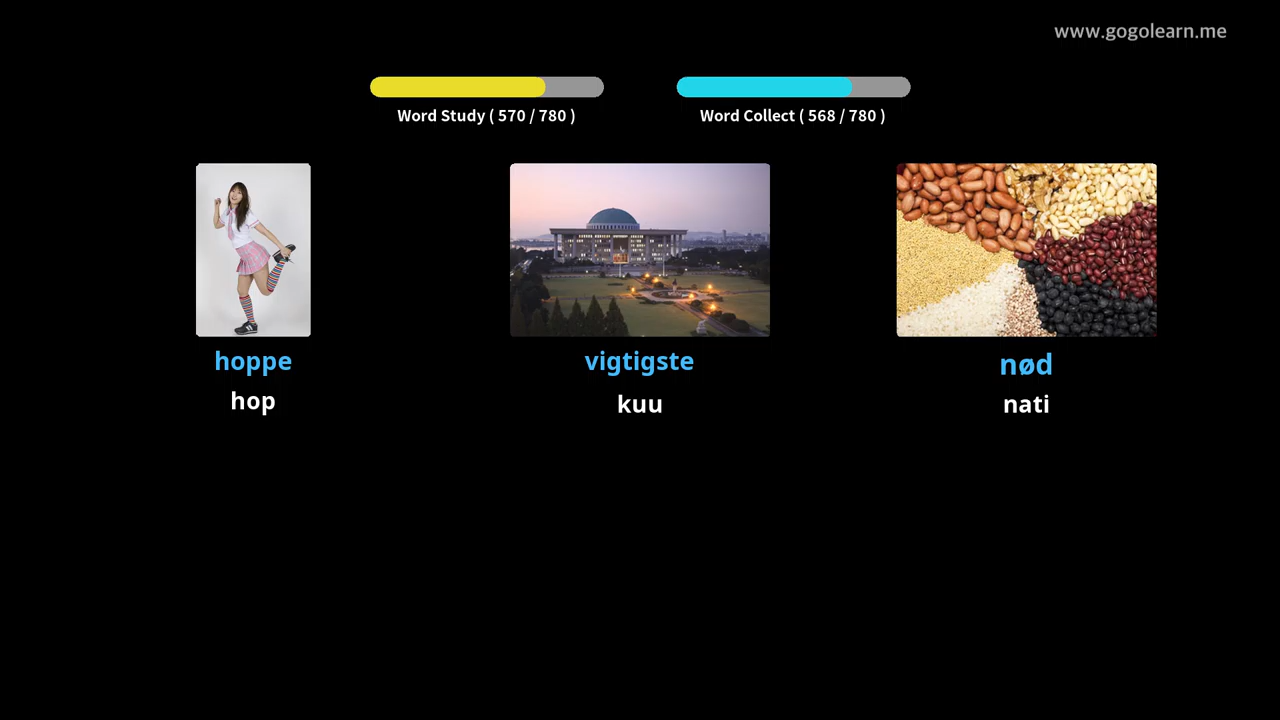 www.gogolearn.me
Word Study ( 570 / 780 )
Word Collect ( 568 / 780 )
hoppe
vigtigste
nød
hop
kuu
nati